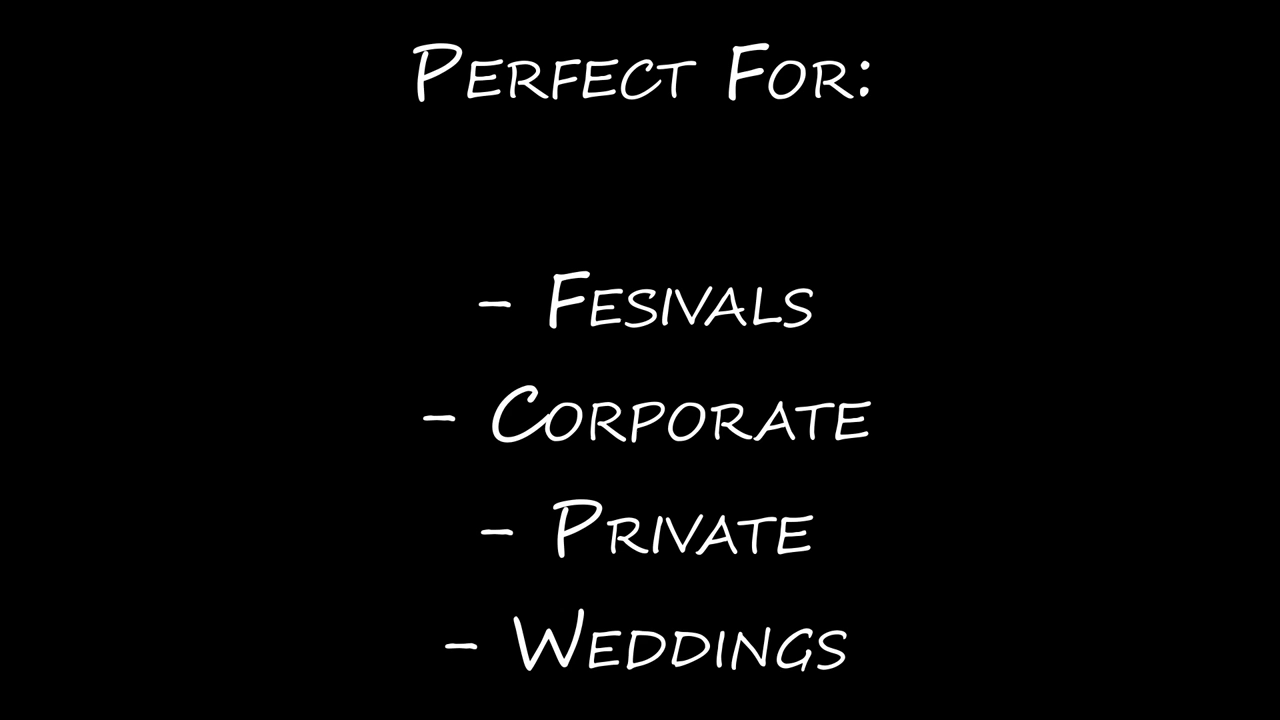 Perfect For:
- Fesivals
- Corporate
- Private
- Weddings